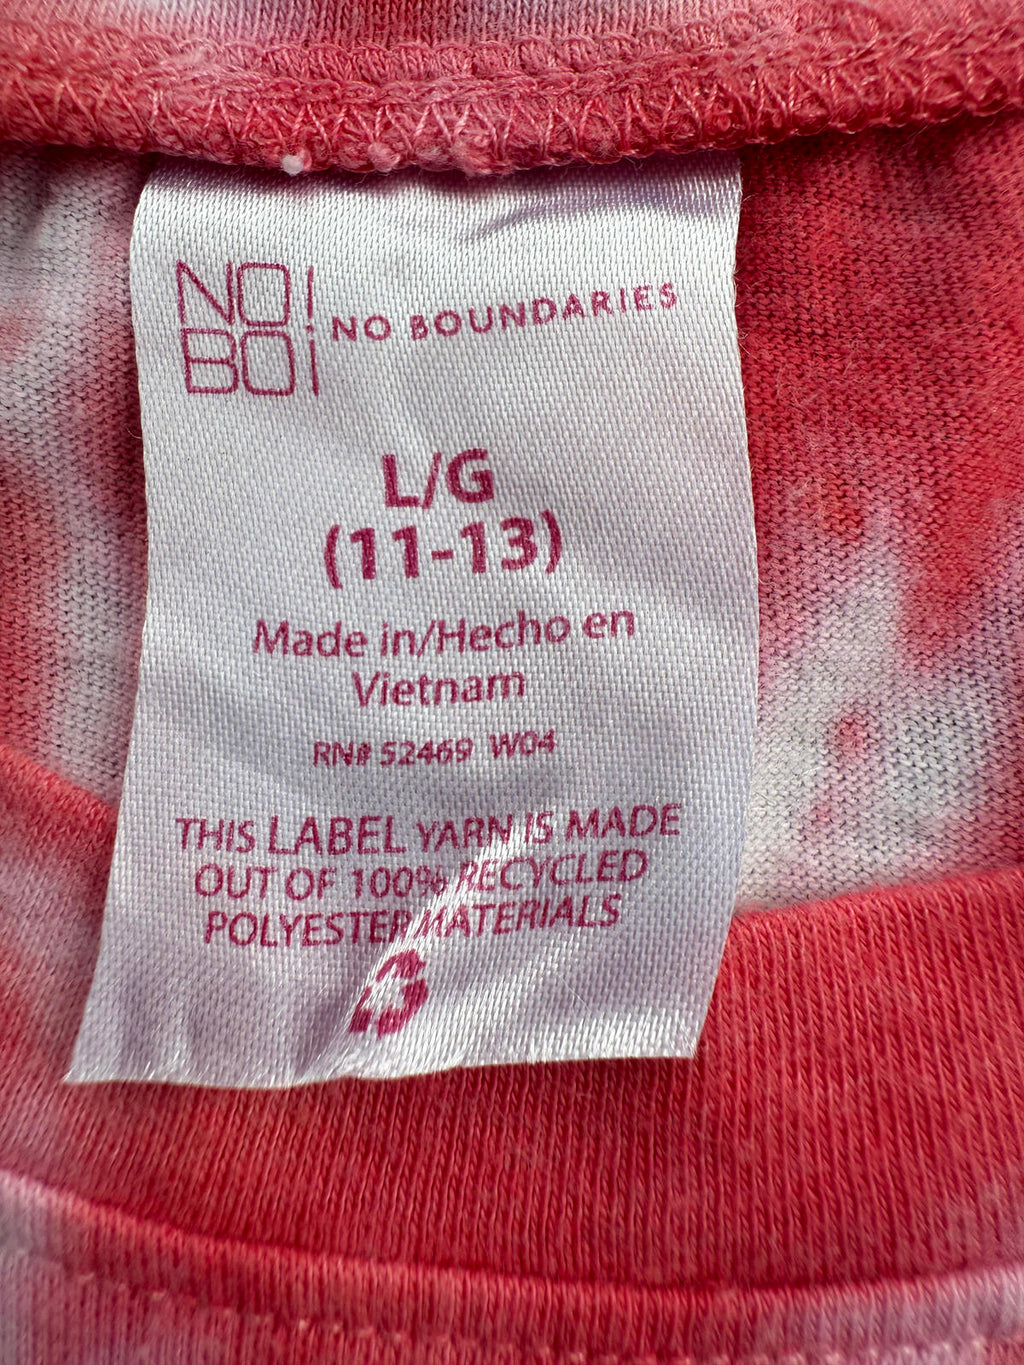 NO!
BO¡
NO BOUNDARIES
L/G
(11-13)
Made in/Hecho en
Vietnam
RN# 52469 W04
THIS LABEL YARN IS MADE
OUT OF 100% RECYCLED
POLYESTER MATERIALS